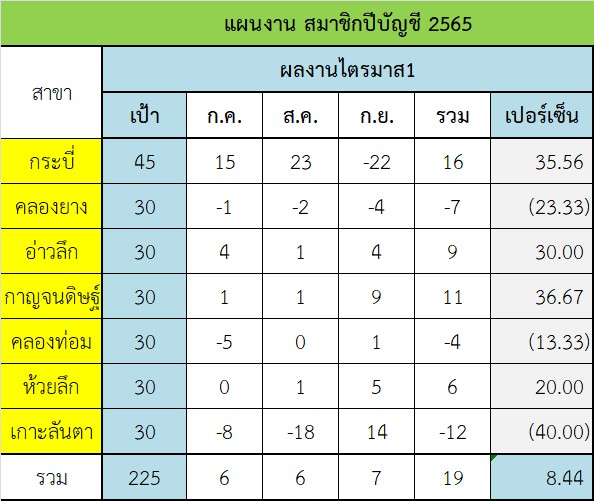 แผนงาน สมาชิกปีบัญชี 2565
สาขา ผลงานไตรมาส1
เป้า ก.ค. ส.ค. ก.ย. รวม เปอร์เซ็น
กระบี่ 45 15 23 -22 16 35.56
คลองยาง 30 -1 -2 -4 -7 (23.33)
อ่าวลึก 30 4 1 4 9 30.00
กาญจนดิษฐ์ 30 1 1 9 11 36.67
คลองท่อม 30 -5 0 1 -4 (13.33)
ห้วยลึก 30 0 1 5 6 20.00
เกาะลันตา 30 -8 -18 14 -12 (40.00)
รวม 225 6 6 7 19 8.44